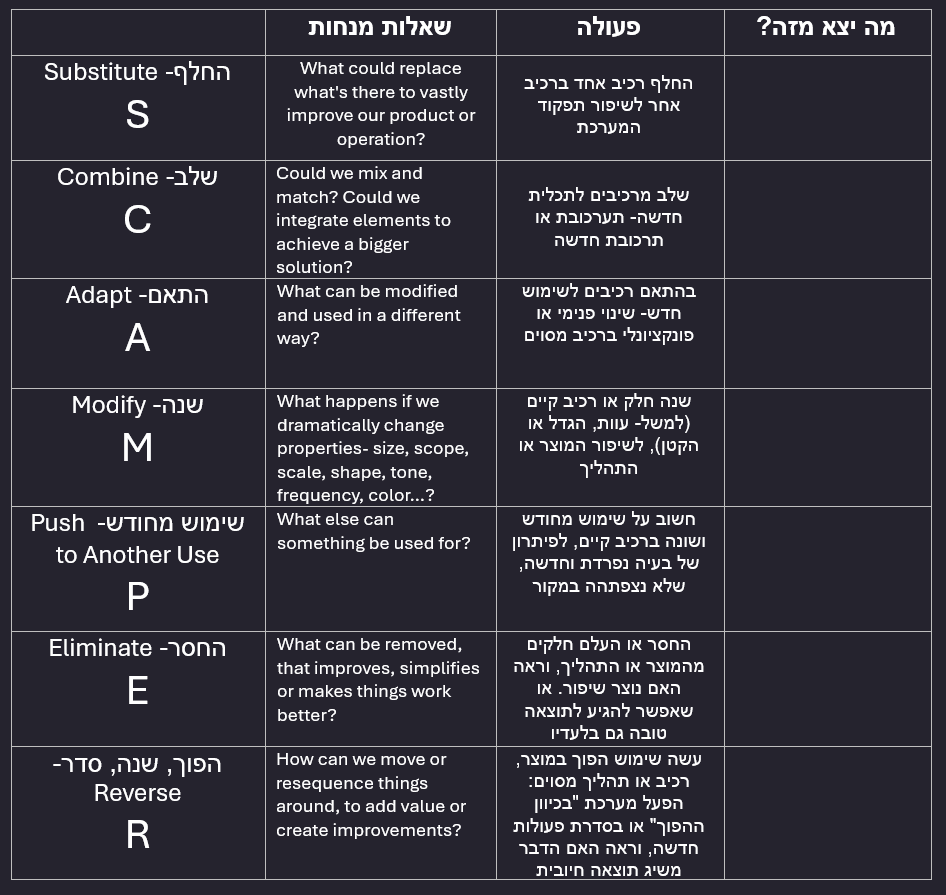 שאלות מנחות
פעולה
מה יצא מזה?
Substitute -החלף
S
What could replace
what's there to vastly
improve our product or
operation?
החלף רכיב אחד ברכיב
אחר לשיפור תפקוד
המערכת
Combine -שלב
C
Could we mix and
match? Could we
integrate elements to
achieve a bigger
solution?
שלב מרכיבים לתכלית
חדשה- תערכובת או
תרכובת חדשה
Adapt -התאם
A
What can be modified
and used in a different
way?
בהתאם רכיבים לשימוש
חדש- שינוי פנימי או
פונקציונלי ברכיב מסוים
Modify -שנה
M
What happens if we
dramatically change
properties- size, scope,
scale, shape, tone,
frequency, color...?
שנה חלק או רכיב קיים
(למשל- עוות, הגדל או
הקטן), לשיפור המוצר או
התהליך
Push -שימוש מחודש
to Another Use
P
What else can
something be used for?
חשוב על שימוש מחודש
ושונה ברכיב קיים, לפיתרון
של בעיה נפרדת וחדשה,
שלא נצפתהה במקור
Eliminate -החסר
E
What can be removed,
that improves, simplifies
or makes things work
better?
החסר או העלם חלקים
מהמוצר או התהליך, וראה
האם נוצר שיפור. או
שאפשר להגיע לתוצאה
טובה גם בלעדיו
הפוך, שנה, סדר-
Reverse
R
How can we move or
resequence things
around, to add value or
create improvements?
עשה שימוש הפוך במוצר,
רכיב או תהליך מסוים:
הפעל מערכת "בכיוון
ההפוך" או בסדרת פעולות
חדשה, וראה האם הדבר
משיג תוצאה חיובית